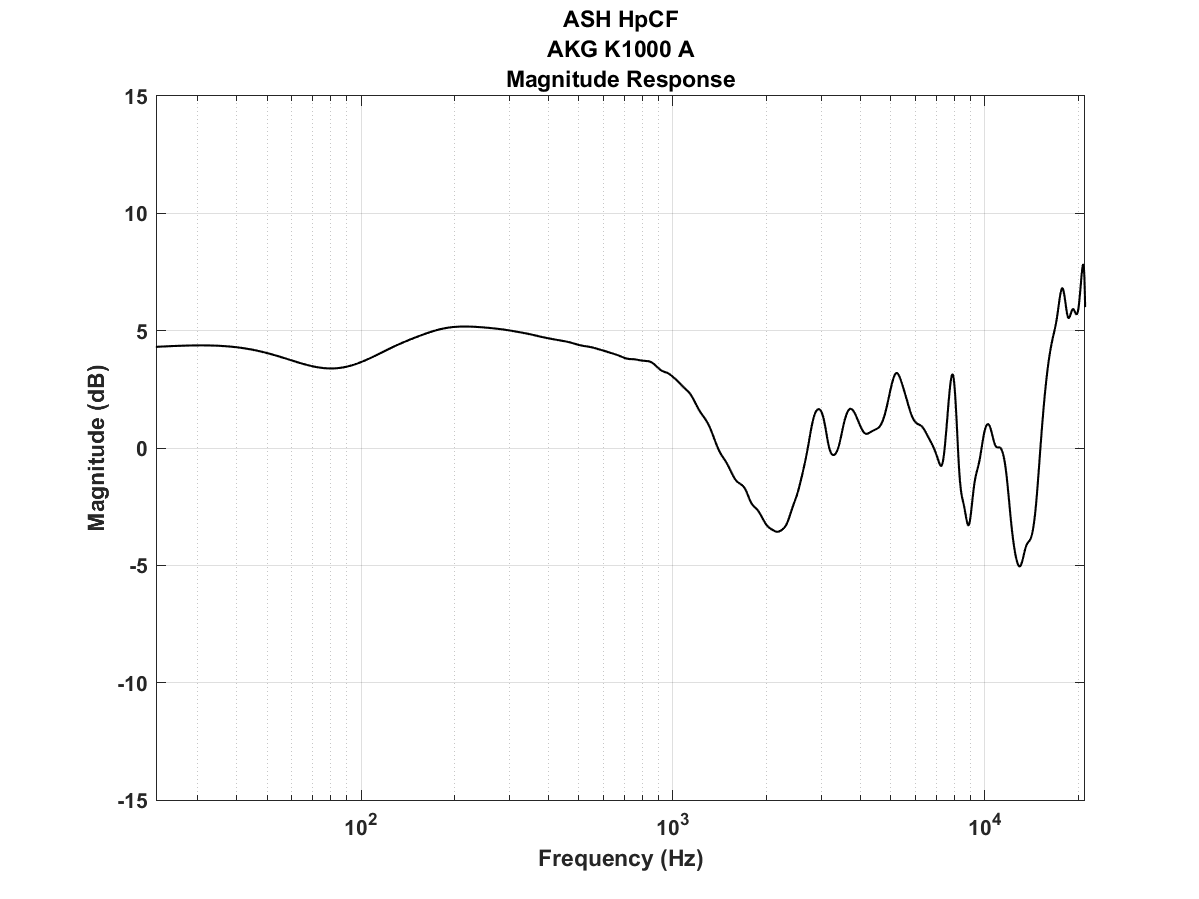 ASH HpCF
AKG K1000 A
Magnitude Response
15
10
5
0
-5
-10
-15
Magnitude (dB)
10²
10³
10⁴
Frequency (Hz)